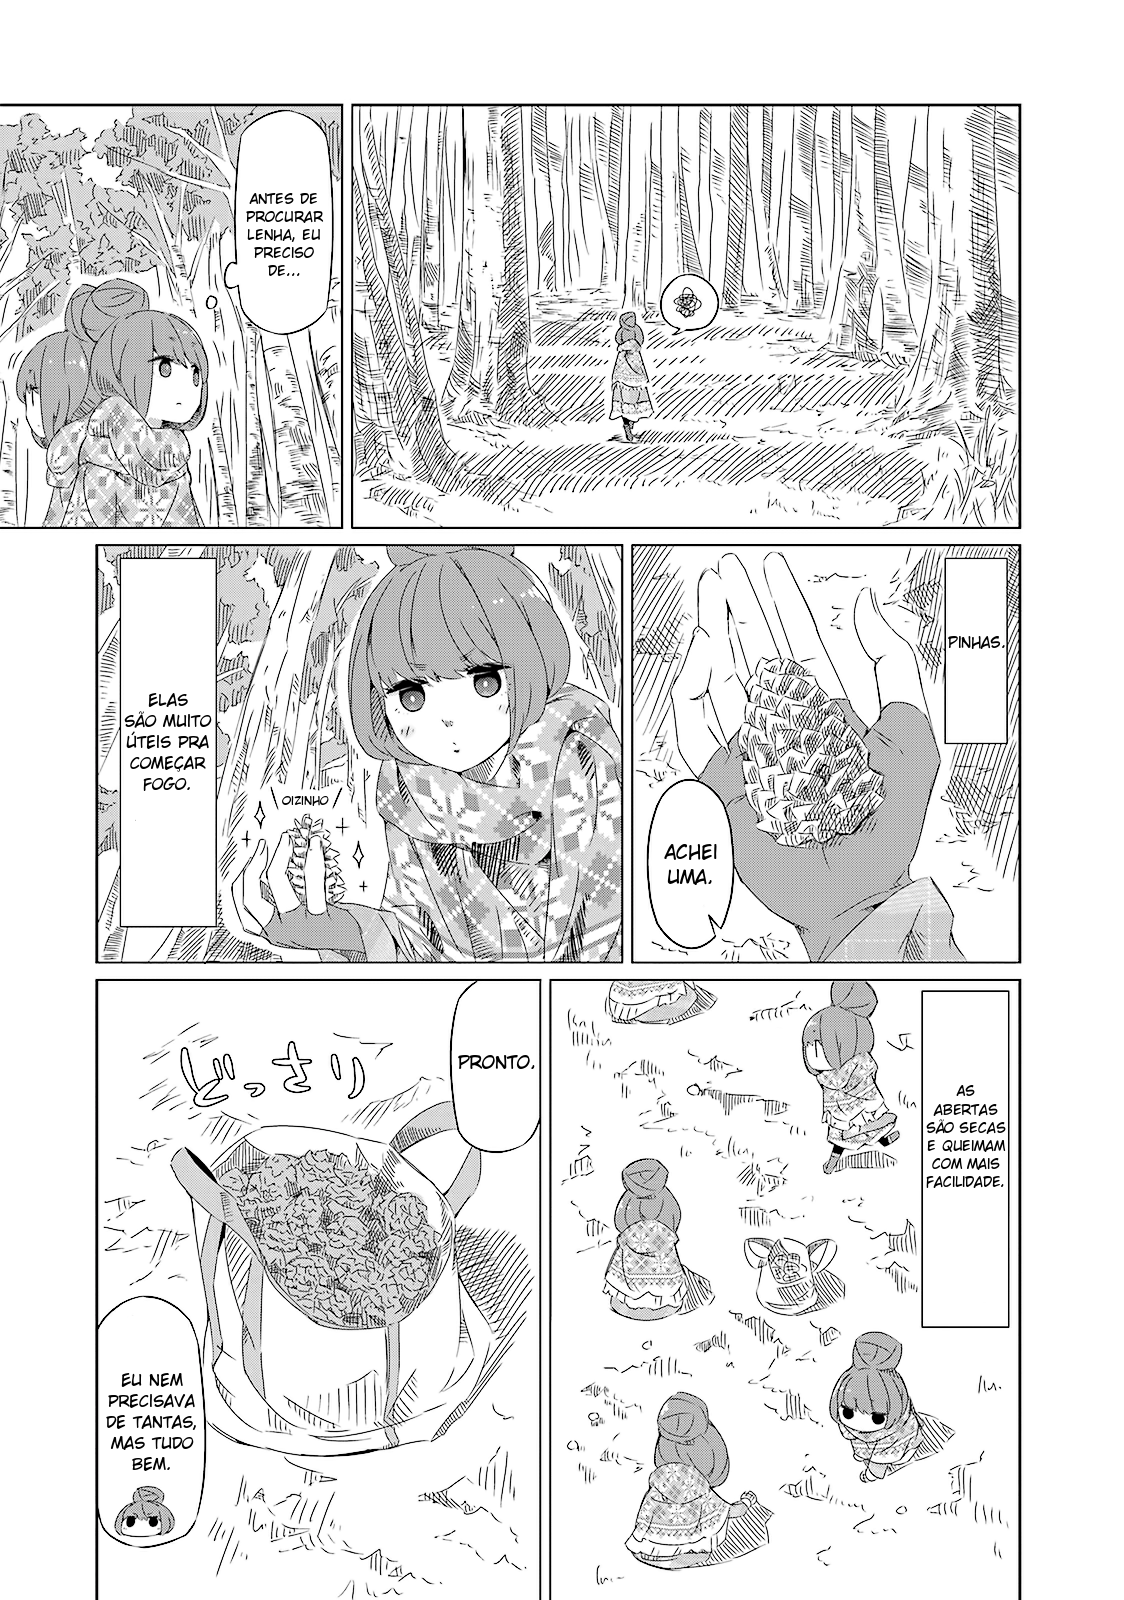 ANTES DE
PROCURAR
LENHA, EU
PRECISO
DE...
PINHAS.
ACHEI
UMA.
OIZINHO
ELAS
SÃO MUITO
ÚTEIS PRA
COMEÇAR
FOGO.
AS
ABERTAS
SÃO SECAS
E QUEIMAM
COM MAIS
FACILIDADE.
PRONTO.
どっさり
EU NEM
PRECISAVA
DE TANTAS,
MAS TUDO
BEM.